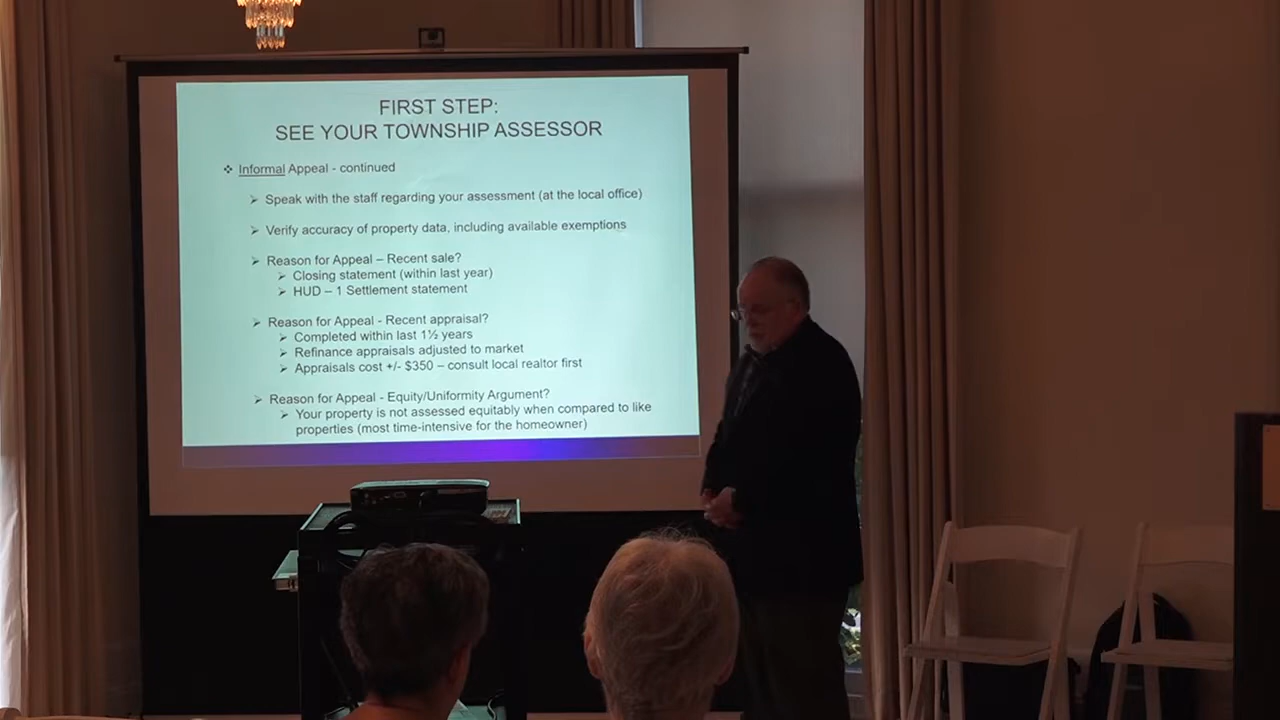 FIRST STEP:
SEE YOUR TOWNSHIP ASSESSOR
❖ Informal Appeal - continued
➢ Speak with the staff regarding your assessment (at the local office)
➢ Verify accuracy of property data, including available exemptions
➢ Reason for Appeal – Recent sale?
➢ Closing statement (within last year)
➢ HUD – 1 Settlement statement
➢ Reason for Appeal - Recent appraisal?
➢ Completed within last 1½ years
➢ Refinance appraisals adjusted to market
➢ Appraisals cost +/- $350 – consult local realtor first
➢ Reason for Appeal - Equity/Uniformity Argument?
➢ Your property is not assessed equitably when compared to like
properties (most time-intensive for the homeowner)